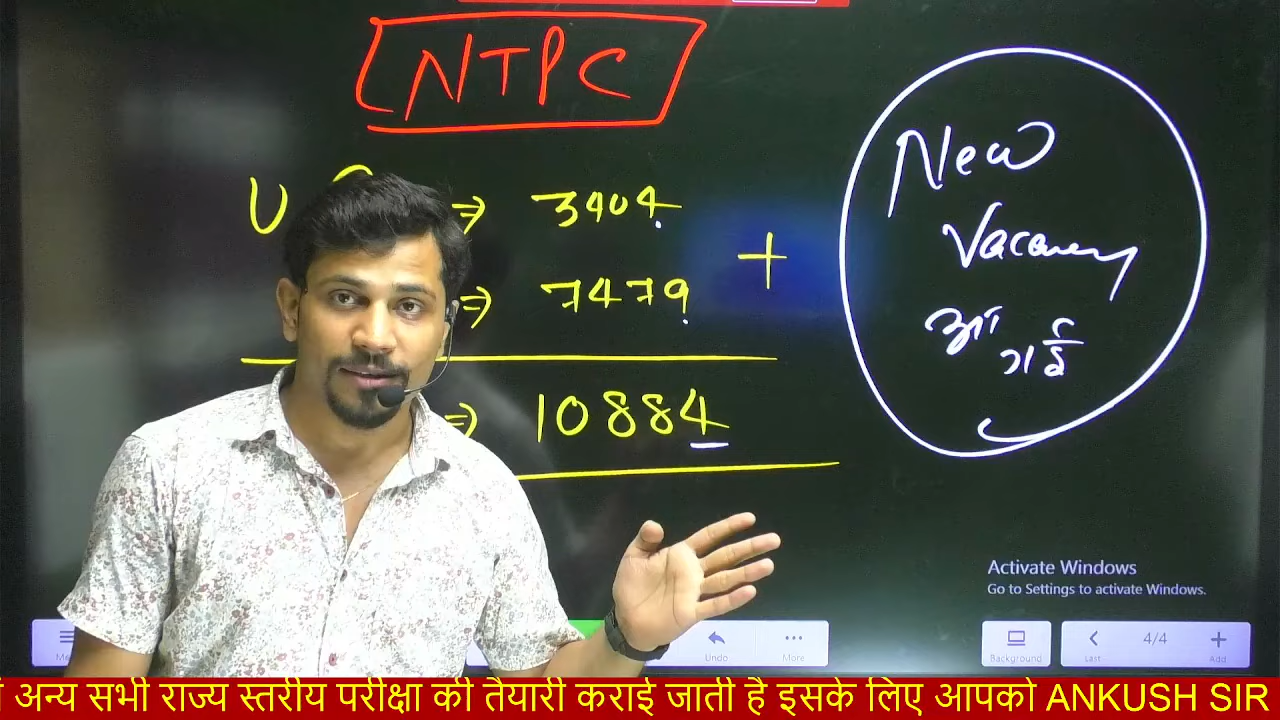 NTPC
U ⇒ 3404
⇒ 7479
+
⇒ 10884
New
Vacancy
आ
गई
Activate Windows
Go to Settings to activate Windows.
Undo
More
Background
Last
4/4
Add
अन्य सभी राज्य स्तरीय परीक्षा की तैयारी कराई जाती है इसके लिए आपको ANKUSH SIR